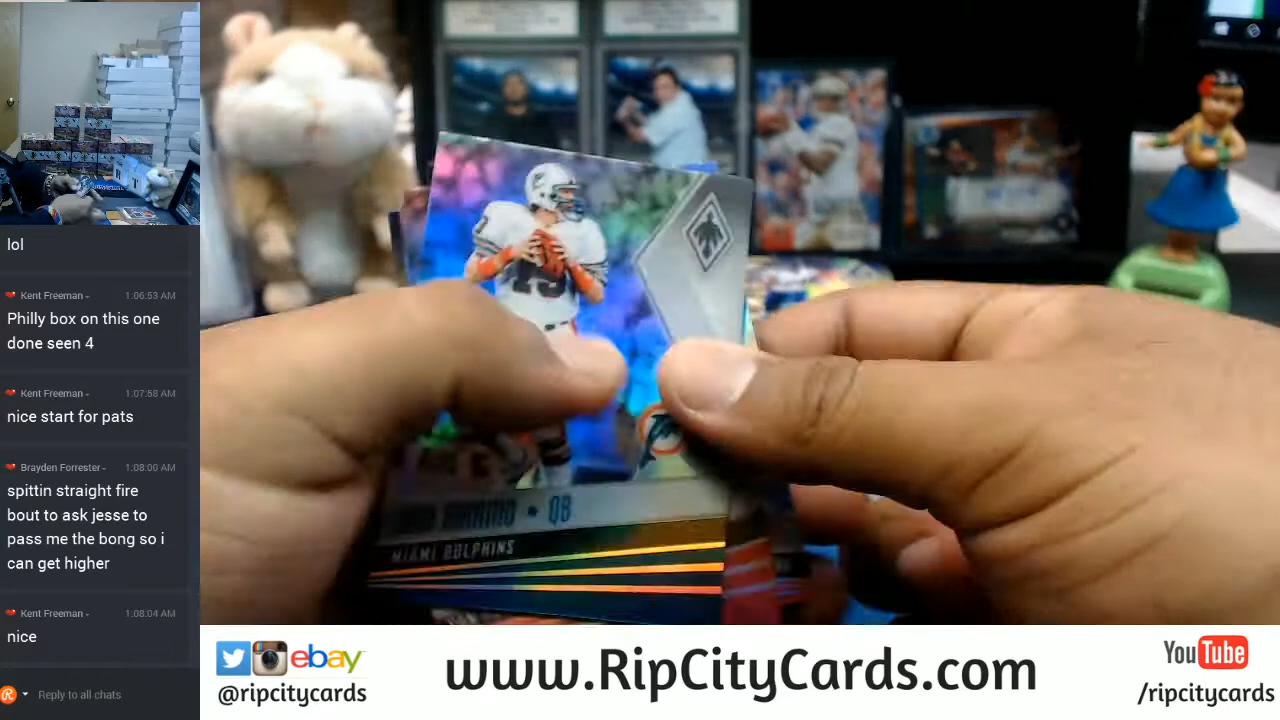 lol
Kent Freeman - 1:06:53 AM
Philly box on this one
done seen 4
Kent Freeman - 1:07:58 AM
nice start for pats
Brayden Forrester - 1:08:00 AM
spittin straight fire
bout to ask jesse to
pass me the bong so i
can get higher
Kent Freeman - 1:08:04 AM
nice
Reply to all chats
MARINO • QB
MIAMI DOLPHINS
ebay
@ripcitycards
www.RipCityCards.com
YouTube
/ripcitycards